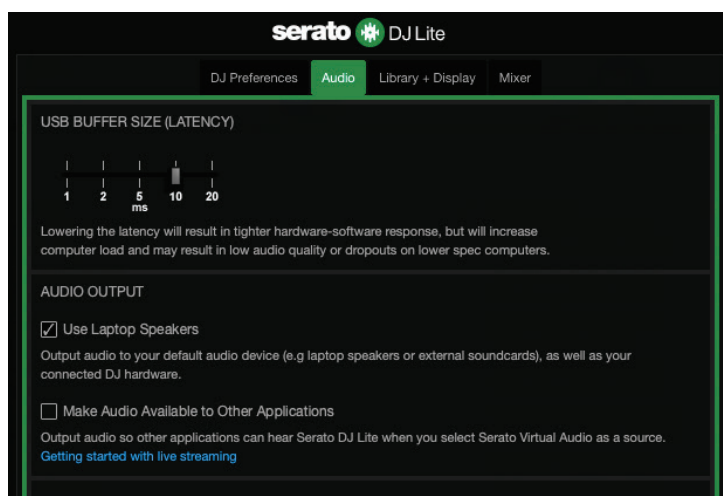 serato DJ Lite
DJ Preferences Audio Library + Display Mixer
USB BUFFER SIZE (LATENCY)
1 2 5 10 20
ms
Lowering the latency will result in tighter hardware-software response, but will increase
computer load and may result in low audio quality or dropouts on lower spec computers.
AUDIO OUTPUT
Use Laptop Speakers
Output audio to your default audio device (e.g laptop speakers or external soundcards), as well as your
connected DJ hardware.
Make Audio Available to Other Applications
Output audio so other applications can hear Serato DJ Lite when you select Serato Virtual Audio as a source.
Getting started with live streaming